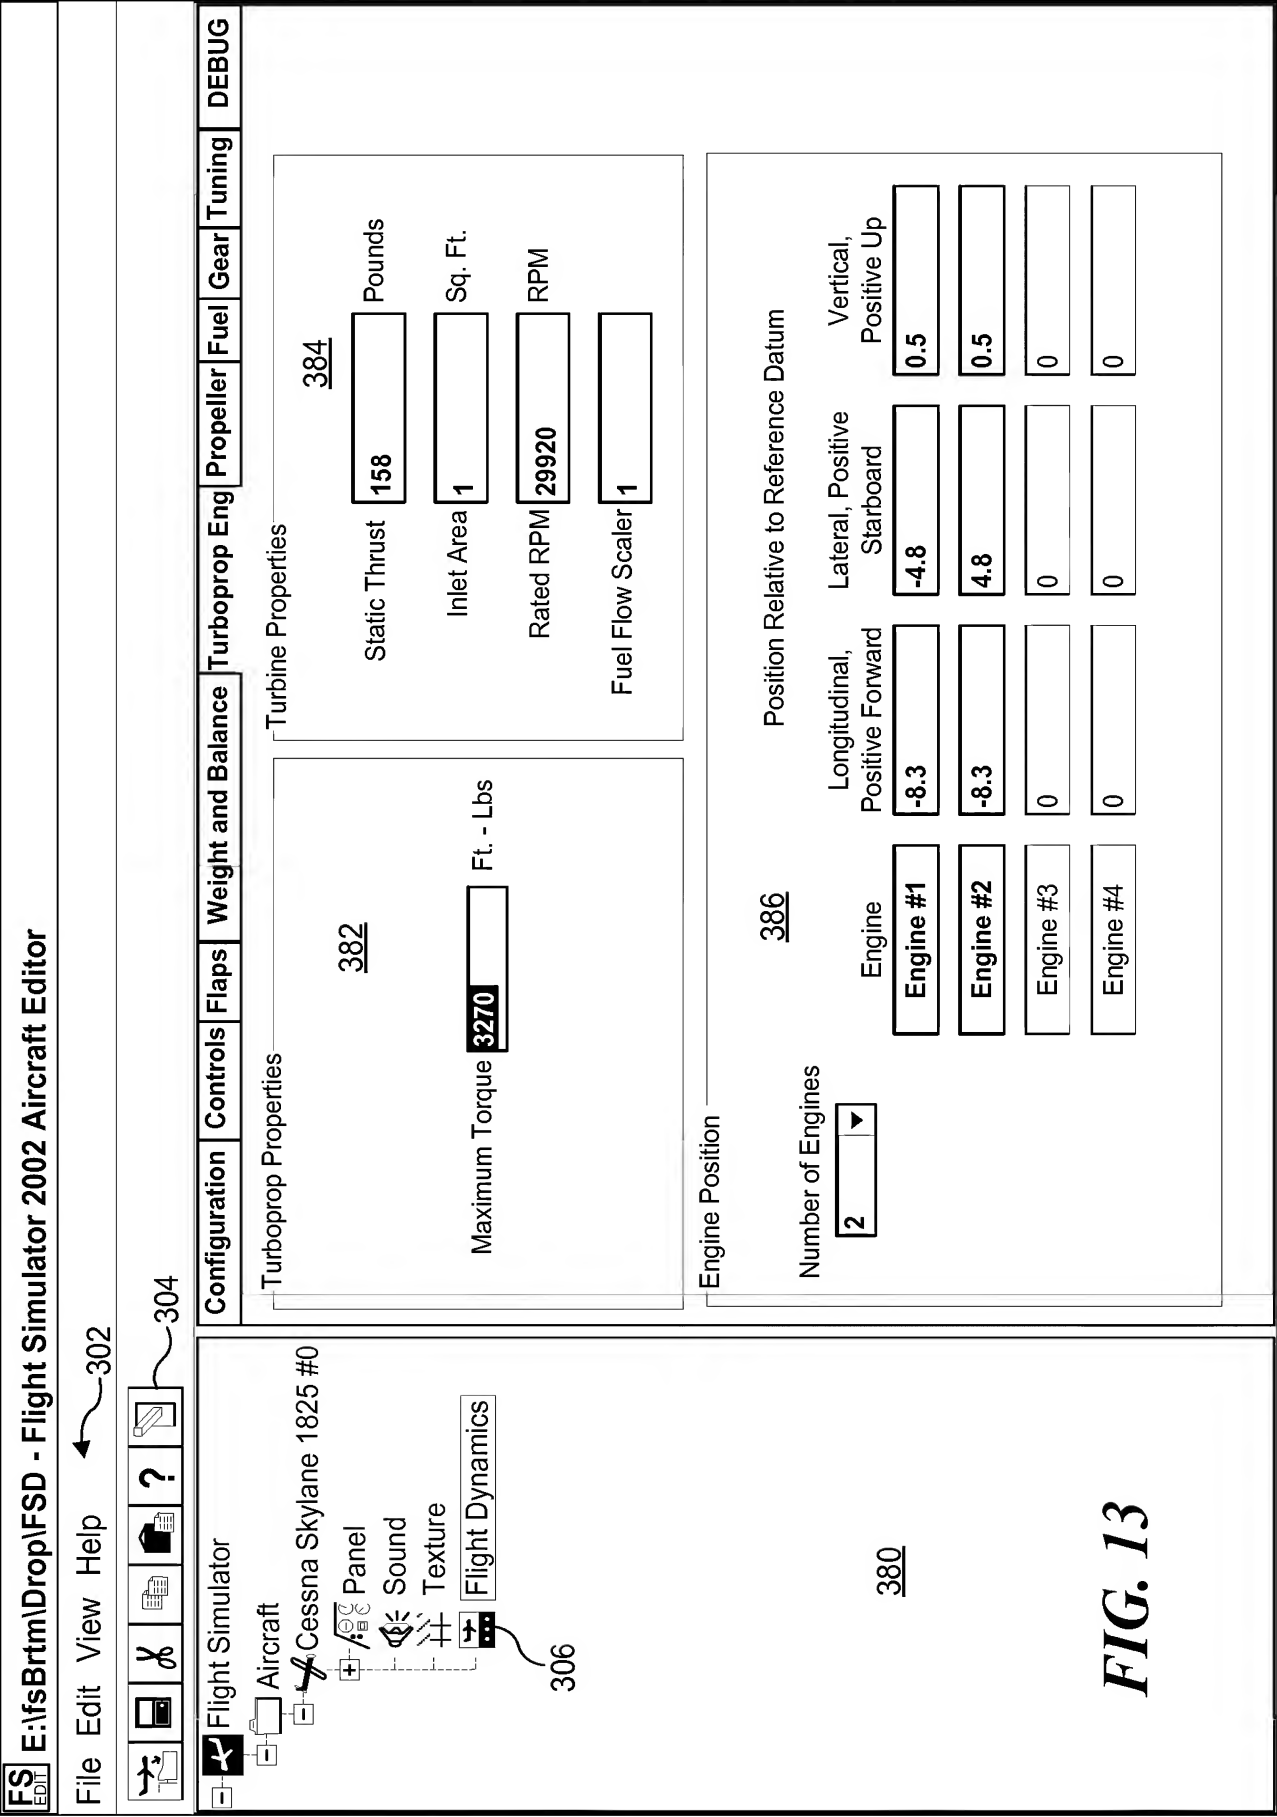 FS EDIT E:\fsBrtm\Drop\FSD - Flight Simulator 2002 Aircraft Editor
File Edit View Help
302
?
304
Flight Simulator
Aircraft
Cessna Skylane 1825 #0
Panel
Sound
Texture
Flight Dynamics
306
380
FIG. 13
Configuration Controls Flaps Weight and Balance Turboprop Eng Propeller Fuel Gear Tuning DEBUG
Turboprop Properties
382
Maximum Torque 3270 Ft. - Lbs
Turbine Properties
384
Static Thrust 158 Pounds
Inlet Area 1 Sq. Ft.
Rated RPM 29920 RPM
Fuel Flow Scaler 1
Engine Position
386
Position Relative to Reference Datum
Number of Engines
2
Engine
Longitudinal,
Positive Forward
Lateral, Positive
Starboard
Vertical,
Positive Up
Engine #1 -8.3 -4.8 0.5
Engine #2 -8.3 4.8 0.5
Engine #3 0 0 0
Engine #4 0 0 0